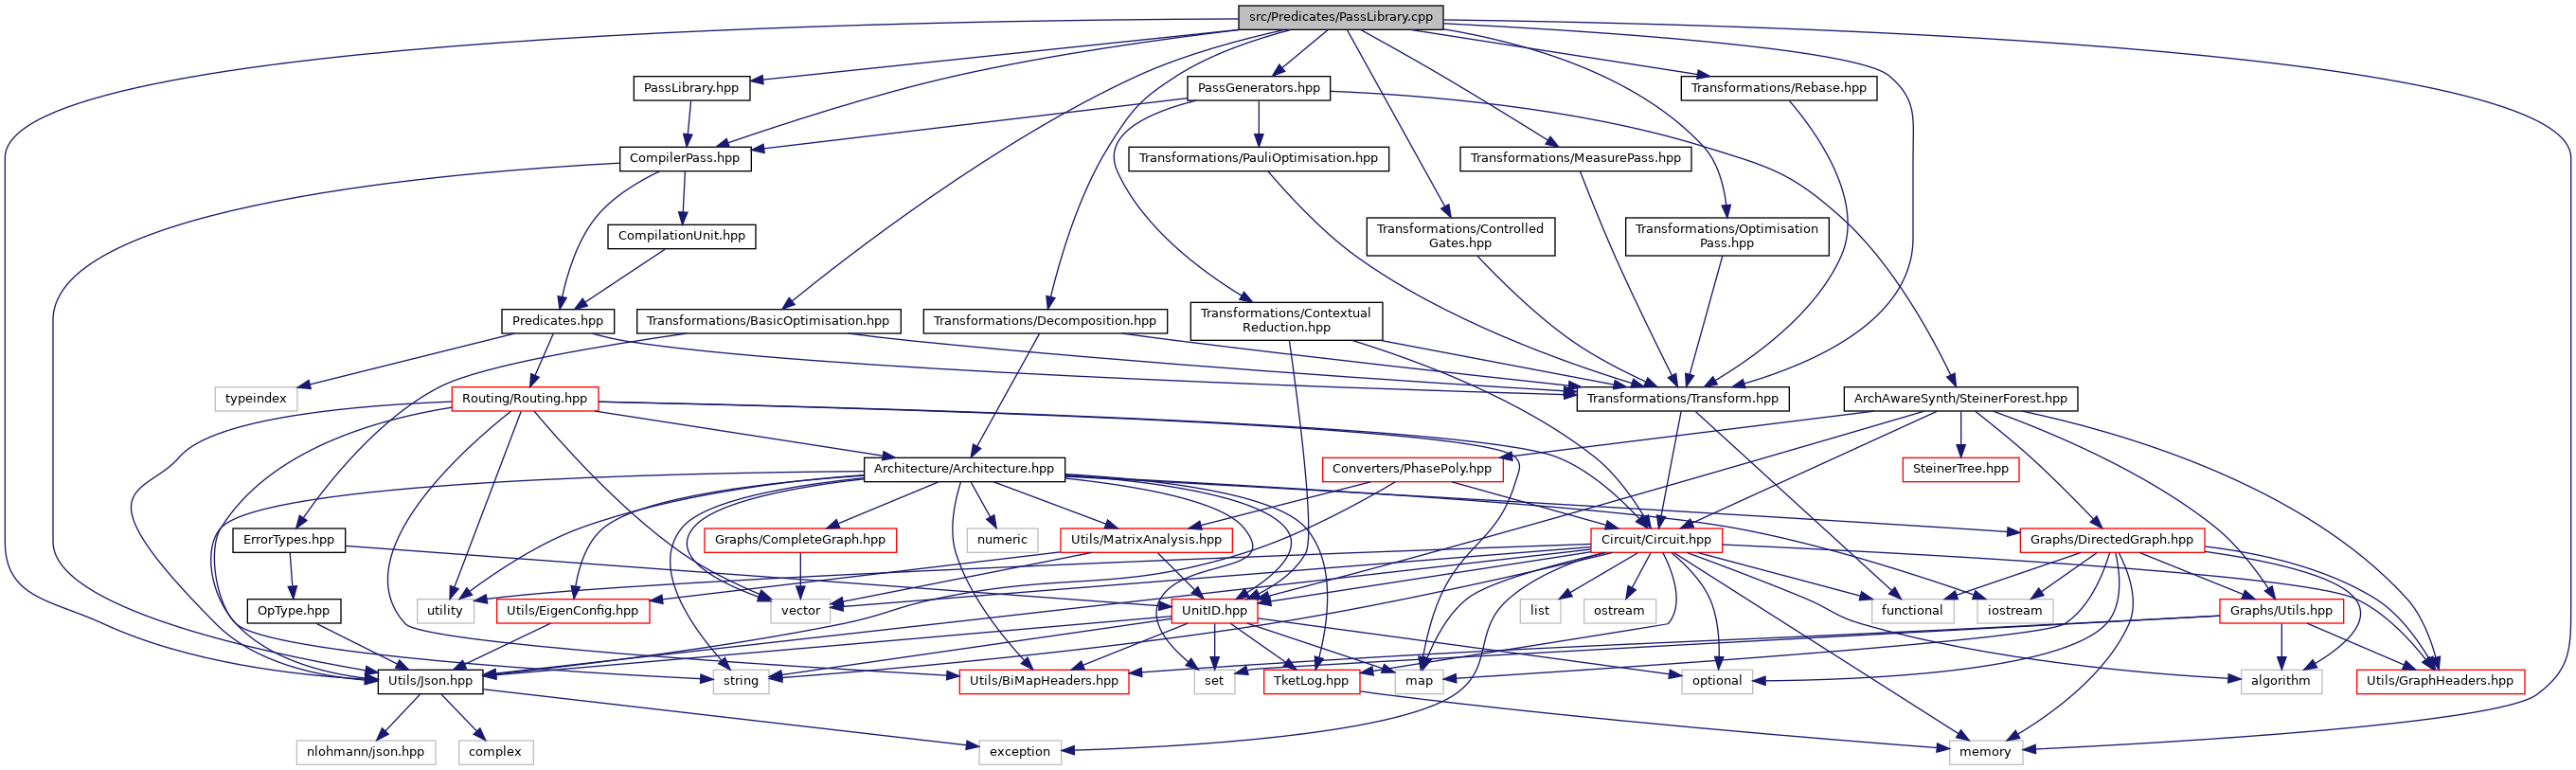 src/Predicates/PassLibrary.cpp
PassLibrary.hpp
PassGenerators.hpp
Transformations/Rebase.hpp
CompilerPass.hpp
Transformations/PauliOptimisation.hpp
Transformations/MeasurePass.hpp
CompilationUnit.hpp
Transformations/Controlled
Gates.hpp
Transformations/Optimisation
Pass.hpp
Predicates.hpp
Transformations/BasicOptimisation.hpp
Transformations/Decomposition.hpp
Transformations/Contextual
Reduction.hpp
typeindex
Routing/Routing.hpp
Transformations/Transform.hpp
ArchAwareSynth/SteinerForest.hpp
Architecture/Architecture.hpp
Converters/PhasePoly.hpp
SteinerTree.hpp
ErrorTypes.hpp
Graphs/CompleteGraph.hpp
numeric
Utils/MatrixAnalysis.hpp
Circuit/Circuit.hpp
Graphs/DirectedGraph.hpp
OpType.hpp
utility
Utils/EigenConfig.hpp
vector
UnitID.hpp
list
ostream
functional
iostream
Graphs/Utils.hpp
Utils/Json.hpp
string
Utils/BiMapHeaders.hpp
set
TketLog.hpp
map
optional
algorithm
Utils/GraphHeaders.hpp
nlohmann/json.hpp
complex
exception
memory